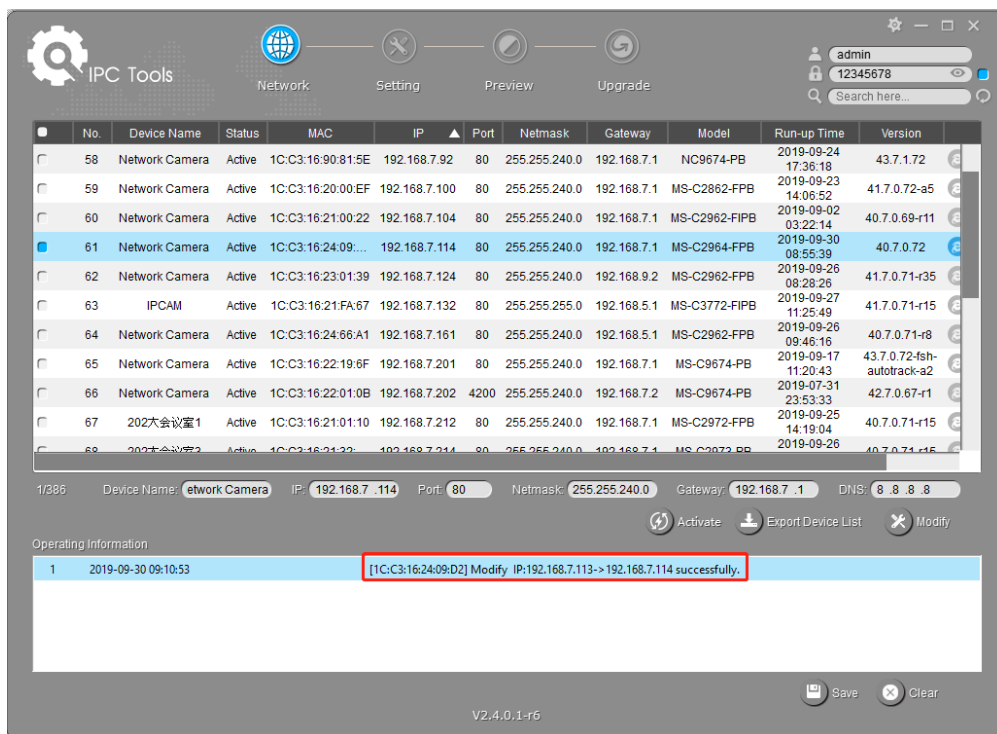 IPC Tools
Network Setting Preview Upgrade
admin
12345678
Search here...
No. Device Name Status MAC IP Port Netmask Gateway Model Run-up Time Version
58 Network Camera Active 1C:C3:16:90:81:5E 192.168.7.92 80 255.255.240.0 192.168.7.1 NC9674-PB 2019-09-24 17:36:18 43.7.1.72
59 Network Camera Active 1C:C3:16:20:00:EF 192.168.7.100 80 255.255.240.0 192.168.7.1 MS-C2862-FPB 2019-09-23 14:06:52 41.7.0.72-a5
60 Network Camera Active 1C:C3:16:21:00:22 192.168.7.104 80 255.255.240.0 192.168.7.1 MS-C2962-FIPB 2019-09-02 03:22:14 40.7.0.69-r11
61 Network Camera Active 1C:C3:16:24:09:... 192.168.7.114 80 255.255.240.0 192.168.7.1 MS-C2964-FPB 2019-09-30 08:55:39 40.7.0.72
62 Network Camera Active 1C:C3:16:23:01:39 192.168.7.124 80 255.255.240.0 192.168.9.2 MS-C2962-FPB 2019-09-26 08:28:26 41.7.0.71-r35
63 IPCAM Active 1C:C3:16:21:FA:67 192.168.7.132 80 255.255.255.0 192.168.5.1 MS-C3772-FIPB 2019-09-27 11:25:49 41.7.0.71-r15
64 Network Camera Active 1C:C3:16:24:66:A1 192.168.7.161 80 255.255.240.0 192.168.5.1 MS-C2962-FPB 2019-09-26 09:46:16 40.7.0.71-r8
65 Network Camera Active 1C:C3:16:22:19:6F 192.168.7.201 80 255.255.240.0 192.168.7.1 MS-C9674-PB 2019-09-17 11:20:43 43.7.0.72-fsh-autotrack-a2
66 Network Camera Active 1C:C3:16:22:01:0B 192.168.7.202 4200 255.255.240.0 192.168.7.2 MS-C9674-PB 2019-07-31 23:53:33 42.7.0.67-r1
67 202大会议室1 Active 1C:C3:16:21:01:10 192.168.7.212 80 255.255.240.0 192.168.7.1 MS-C2972-FPB 2019-09-25 14:19:04 40.7.0.71-r15
68 Active 192.168.7.214 80 255.255.240.0 192.168.7.1 MS-C2973-PB 2019-09-26 40.7.0.71-r15
1/386 Device Name: etwork Camera IP: 192.168.7 .114 Port: 80 Netmask: 255.255.240.0 Gateway: 192.168.7 .1 DNS: 8 .8 .8 .8
Activate Export Device List Modify
Operating Information
1 2019-09-30 09:10:53 [1C:C3:16:24:09:D2] Modify IP:192.168.7.113->192.168.7.114 successfully.
Save Clear
V2.4.0.1-r6